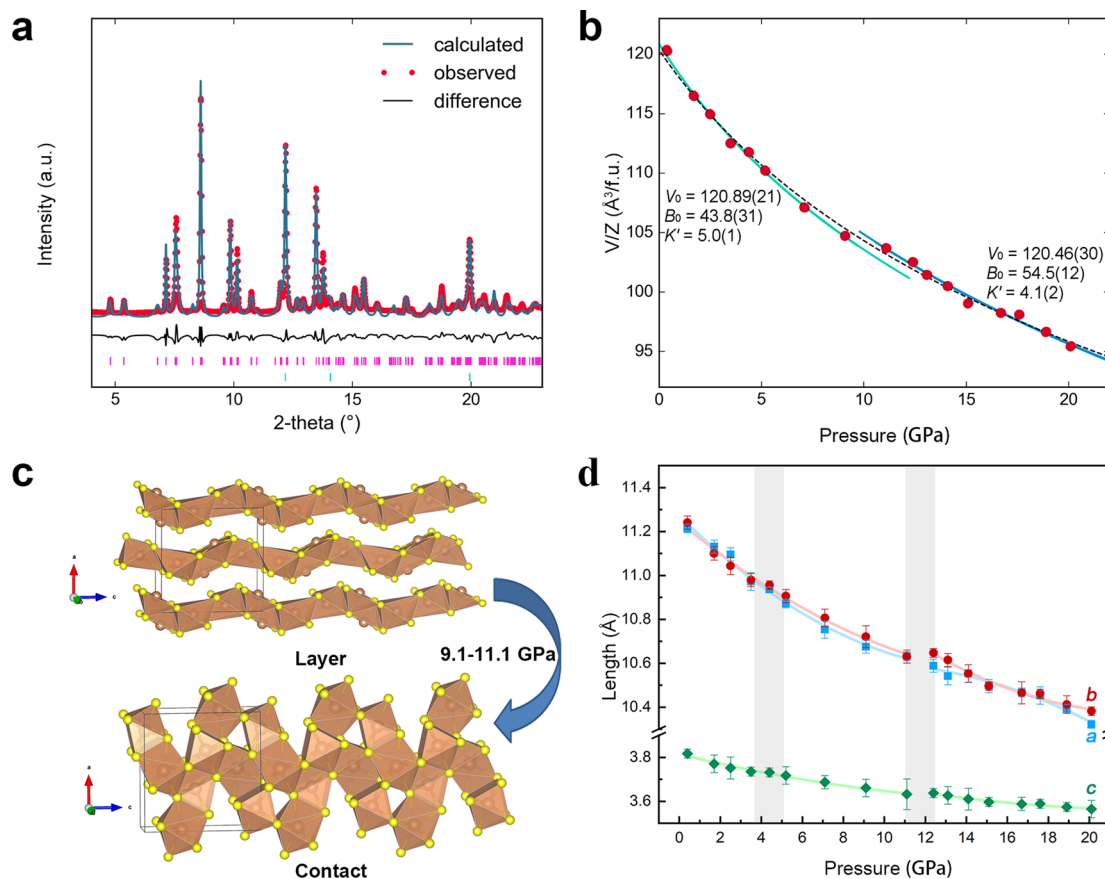 a
calculated
observed
difference
Intensity (a.u.)
5 10 15 20
2-theta (°)
b
120
115
110
105
100
95
V/Z (Å³/f.u.)
V₀ = 120.89(21)
B₀ = 43.8(31)
K' = 5.0(1)
V₀ = 120.46(30)
B₀ = 54.5(12)
K' = 4.1(2)
0 5 10 15 20
Pressure (GPa)
c
a
c
Layer
9.1-11.1 GPa
a
c
Contact
d
11.4
11.2
11.0
10.8
10.6
10.4
3.8
3.6
Length (Å)
b
a
c
0 2 4 6 8 10 12 14 16 18 20
Pressure (GPa)